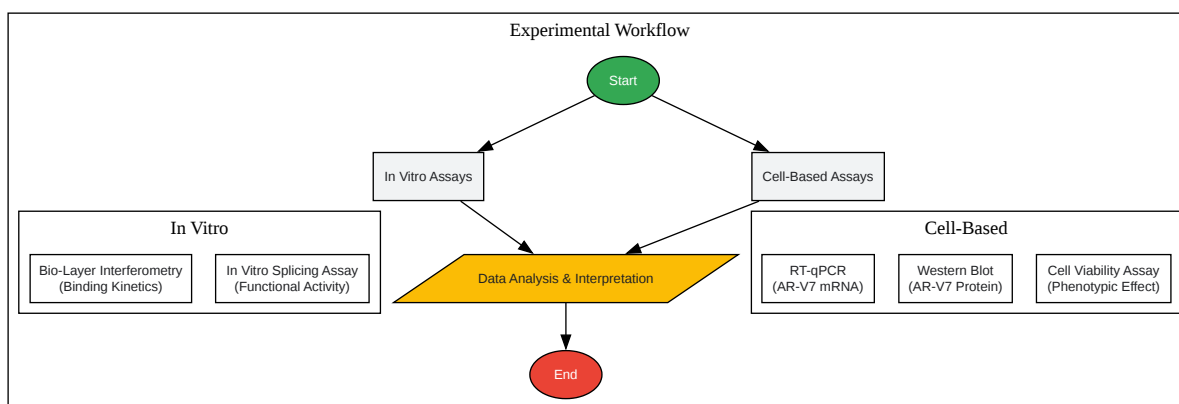 Experimental Workflow
Start
In Vitro Assays
Cell-Based Assays
In Vitro
Bio-Layer Interferometry
(Binding Kinetics)
In Vitro Splicing Assay
(Functional Activity)
Data Analysis & Interpretation
Cell-Based
RT-qPCR
(AR-V7 mRNA)
Western Blot
(AR-V7 Protein)
Cell Viability Assay
(Phenotypic Effect)
End